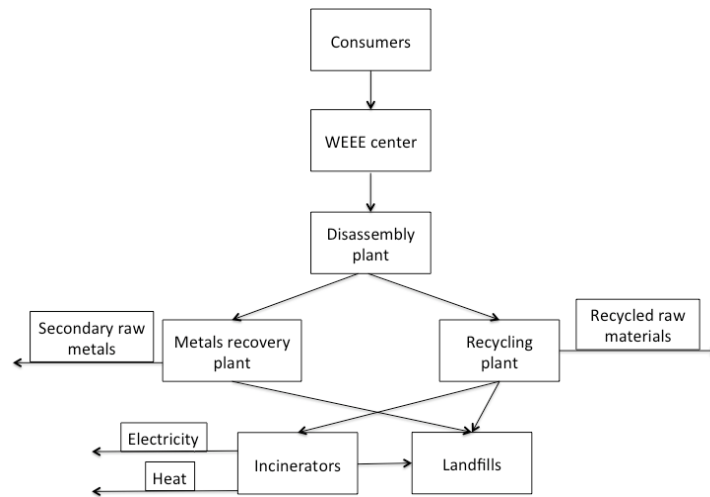 Consumers
WEEE center
Disassembly
plant
Secondary raw
metals
Metals recovery
plant
Recycling
plant
Recycled raw
materials
Electricity
Heat
Incinerators
Landfills